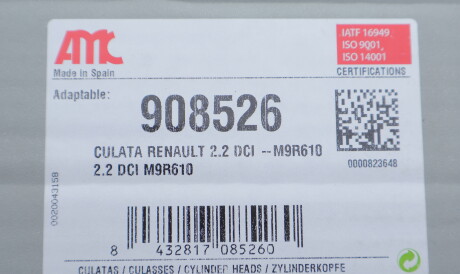 AMC
Made in Spain
IATF 16949,
ISO 9001,
ISO 14001
CERTIFICATIONS
Adaptable:
908526
CULATA RENAULT 2.2 DCI --M9R610
2.2 DCI M9R610
0000823648
0020043158
8 432817 085260
CULATAS / CULASSES / CYLINDER HEADS / ZYLINDERKOPFE